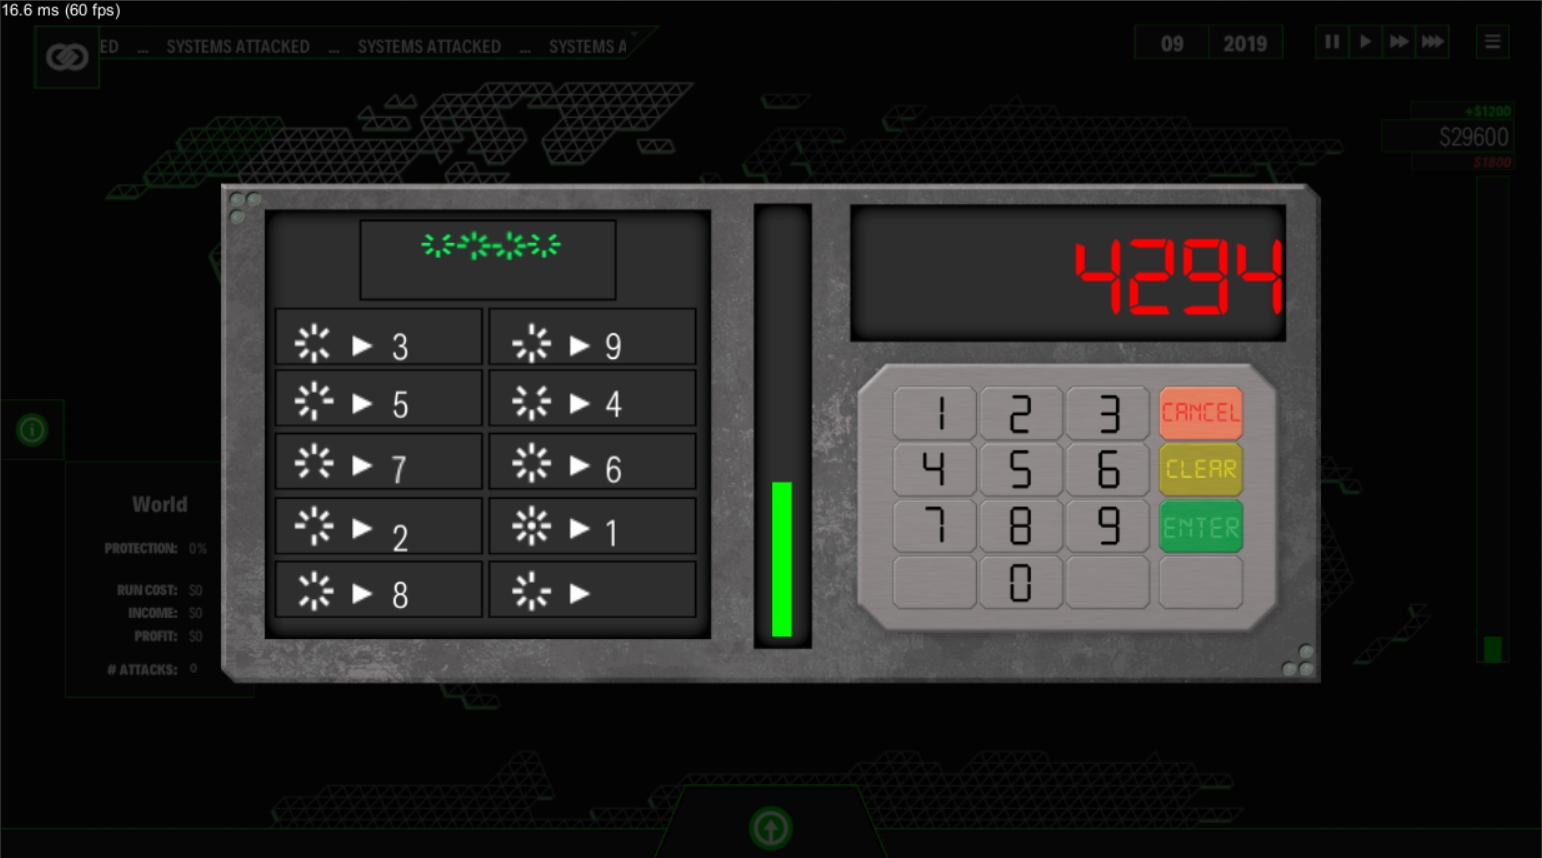 16.6 ms (60 fps)
ED ... SYSTEMS ATTACKED ... SYSTEMS ATTACKED ... SYSTEMS A
09 2019
+$1200
$29600
$1800
4294
3 9
5 4
7 6
2 1
8
1 2 3 CANCEL
4 5 6 CLEAR
7 8 9 ENTER
0
World
PROTECTION: 0%
RUN COST: $0
INCOME: $0
PROFIT: $0
# ATTACKS: 0